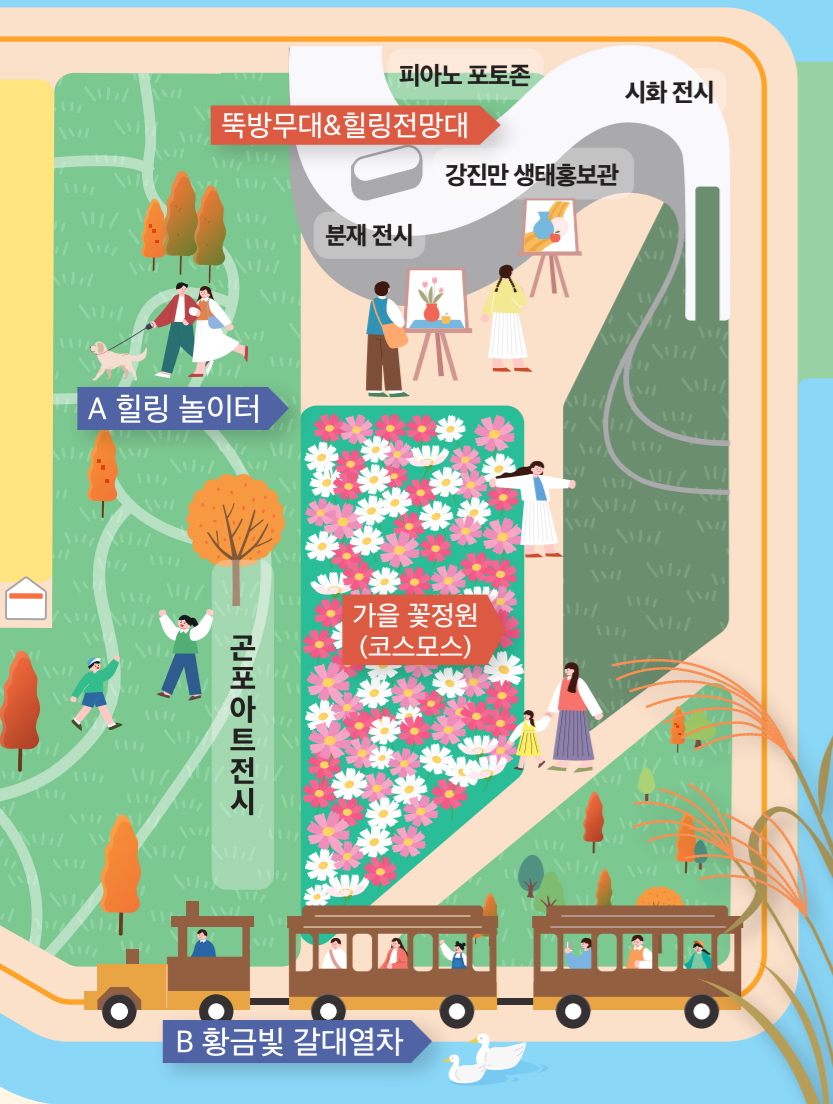 피아노 포토존
시화 전시
뚝방무대&힐링전망대
강진만 생태홍보관
분재 전시
A 힐링 놀이터
가을 꽃정원
(코스모스)
곤포아트전시
B 황금빛 갈대열차